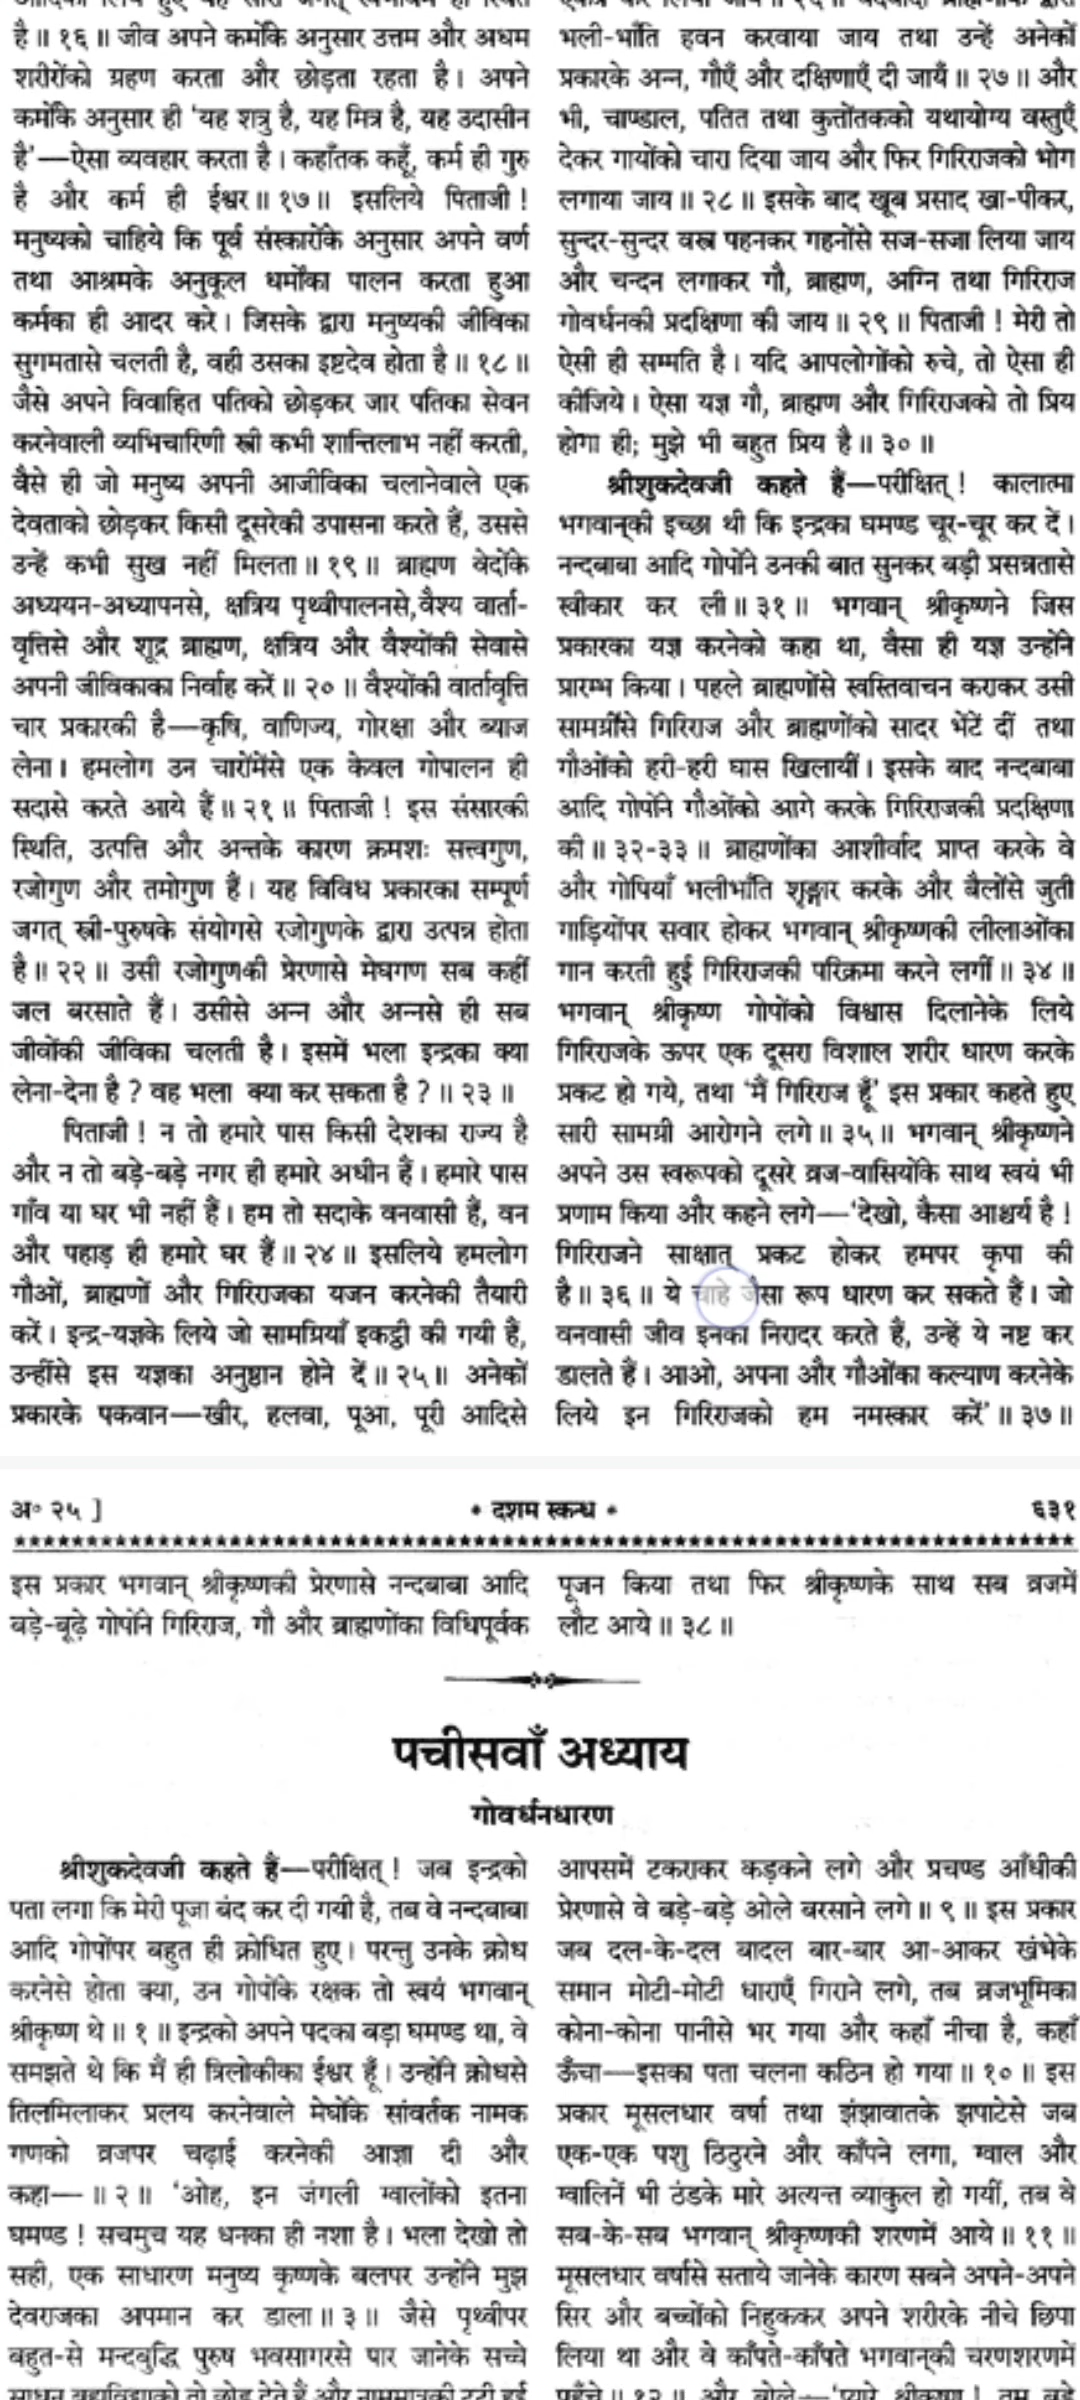 है॥ १६॥ जीव अपने कर्मोंके अनुसार उत्तम और अधम
शरीरोंको ग्रहण करता और छोड़ता रहता है। अपने
कर्मोंके अनुसार ही ‘यह शत्रु है, यह मित्र है, यह उदासीन
है’—ऐसा व्यवहार करता है। कहाँतक कहूँ, कर्म ही गुरु
है और कर्म ही ईश्वर॥ १७॥ इसलिये पिताजी!
मनुष्यको चाहिये कि पूर्व संस्कारोंके अनुसार अपने वर्ण
तथा आश्रमके अनुकूल धर्मोंका पालन करता हुआ
कर्मका ही आदर करे। जिसके द्वारा मनुष्यकी जीविका
सुगमतासे चलती है, वही उसका इष्टदेव होता है॥ १८॥
जैसे अपने विवाहित पतिको छोड़कर जार पतिका सेवन
करनेवाली व्यभिचारिणी स्त्री कभी शान्तिलाभ नहीं करती,
वैसे ही जो मनुष्य अपनी आजीविका चलानेवाले एक
देवताको छोड़कर किसी दूसरेकी उपासना करते हैं, उससे
उन्हें कभी सुख नहीं मिलता॥ १९॥ ब्राह्मण वेदोंके
अध्ययन-अध्यापनसे, क्षत्रिय पृथ्वीपालनसे, वैश्य वार्ता-
वृत्तिसे और शूद्र ब्राह्मण, क्षत्रिय और वैश्योंकी सेवासे
अपनी जीविकाका निर्वाह करें॥ २०॥ वैश्योंकी वार्तावृत्ति
चार प्रकारकी है—कृषि, वाणिज्य, गोरक्षा और ब्याज
लेना। हमलोग उन चारोंमेंसे एक केवल गोपालन ही
सदासे करते आये हैं॥ २१॥ पिताजी! इस संसारकी
स्थिति, उत्पत्ति और अन्तके कारण क्रमशः सत्त्वगुण,
रजोगुण और तमोगुण हैं। यह विविध प्रकारका सम्पूर्ण
जगत् स्त्री-पुरुषके संयोगसे रजोगुणके द्वारा उत्पन्न होता
है॥ २२॥ उसी रजोगुणकी प्रेरणासे मेघगण सब कहीं
जल बरसाते हैं। उसीसे अन्न और अन्नसे ही सब
जीवोंकी जीविका चलती है। इसमें भला इन्द्रका क्या
लेना-देना है? वह भला क्या कर सकता है?॥ २३॥
पिताजी! न तो हमारे पास किसी देशका राज्य है
और न तो बड़े-बड़े नगर ही हमारे अधीन हैं। हमारे पास
गाँव या घर भी नहीं हैं। हम तो सदाके वनवासी हैं, वन
और पहाड़ ही हमारे घर हैं॥ २४॥ इसलिये हमलोग
गौओं, ब्राह्मणों और गिरिराजका यजन करनेकी तैयारी
करें। इन्द्र-यज्ञके लिये जो सामग्रियाँ इकट्ठी की गयी हैं,
उन्हींसे इस यज्ञका अनुष्ठान होने दें॥ २५॥ अनेकों
प्रकारके पकवान—खीर, हलवा, पूआ, पूरी आदिसे
भली-भाँति हवन करवाया जाय तथा उन्हें अनेकों
प्रकारके अन्न, गौएँ और दक्षिणाएँ दी जायँ॥ २७॥ और
भी, चाण्डाल, पतित तथा कुत्तोंतकको यथायोग्य वस्तुएँ
देकर गायोंको चारा दिया जाय और फिर गिरिराजको भोग
लगाया जाय॥ २८॥ इसके बाद खूब प्रसाद खा-पीकर,
सुन्दर-सुन्दर वस्त्र पहनकर गहनोंसे सज-सजा लिया जाय
और चन्दन लगाकर गौ, ब्राह्मण, अग्नि तथा गिरिराज
गोवर्धनकी प्रदक्षिणा की जाय॥ २९॥ पिताजी! मेरी तो
ऐसी ही सम्मति है। यदि आपलोगोंको रुचे, तो ऐसा ही
कीजिये। ऐसा यज्ञ गौ, ब्राह्मण और गिरिराजको तो प्रिय
होगा ही; मुझे भी बहुत प्रिय है॥ ३०॥
श्रीशुकदेवजी कहते हैं—परीक्षित्! कालात्मा
भगवान्‌की इच्छा थी कि इन्द्रका घमण्ड चूर-चूर कर दें।
नन्दबाबा आदि गोपोंने उनकी बात सुनकर बड़ी प्रसन्नतासे
स्वीकार कर ली॥ ३१॥ भगवान् श्रीकृष्णने जिस
प्रकारका यज्ञ करनेको कहा था, वैसा ही यज्ञ उन्होंने
प्रारम्भ किया। पहले ब्राह्मणोंसे स्वस्तिवाचन कराकर उसी
सामग्रीसे गिरिराज और ब्राह्मणोंको सादर भेंटें दीं तथा
गौओंको हरी-हरी घास खिलायीं। इसके बाद नन्दबाबा
आदि गोपोंने गौओंको आगे करके गिरिराजकी प्रदक्षिणा
की॥ ३२-३३॥ ब्राह्मणोंका आशीर्वाद प्राप्त करके वे
और गोपियाँ भलीभाँति शृङ्गार करके और बैलोंसे जुती
गाड़ियोंपर सवार होकर भगवान् श्रीकृष्णकी लीलाओंका
गान करती हुई गिरिराजकी परिक्रमा करने लगीं॥ ३४॥
भगवान् श्रीकृष्ण गोपोंको विश्वास दिलानेके लिये
गिरिराजके ऊपर एक दूसरा विशाल शरीर धारण करके
प्रकट हो गये, तथा ‘मैं गिरिराज हूँ’ इस प्रकार कहते हुए
सारी सामग्री आरोगने लगे॥ ३५॥ भगवान् श्रीकृष्णने
अपने उस स्वरूपको दूसरे व्रज-वासियोंके साथ स्वयं भी
प्रणाम किया और कहने लगे—‘देखो, कैसा आश्चर्य है!
गिरिराजने साक्षात् प्रकट होकर हमपर कृपा की
है॥ ३६॥ ये चाहे जैसा रूप धारण कर सकते हैं। जो
वनवासी जीव इनका निरादर करते हैं, उन्हें ये नष्ट कर
डालते हैं। आओ, अपना और गौओंका कल्याण करनेके
लिये इन गिरिराजको हम नमस्कार करें’॥ ३७॥
अ॰ २५ ]
* दशम स्कन्ध *
६३१
इस प्रकार भगवान् श्रीकृष्णकी प्रेरणासे नन्दबाबा आदि
बड़े-बूढ़े गोपोंने गिरिराज, गौ और ब्राह्मणोंका विधिपूर्वक
पूजन किया तथा फिर श्रीकृष्णके साथ सब व्रजमें
लौट आये॥ ३८॥
पचीसवाँ अध्याय
गोवर्धनधारण
श्रीशुकदेवजी कहते हैं—परीक्षित्! जब इन्द्रको
पता लगा कि मेरी पूजा बंद कर दी गयी है, तब वे नन्दबाबा
आदि गोपोंपर बहुत ही क्रोधित हुए। परन्तु उनके क्रोध
करनेसे होता क्या, उन गोपोंके रक्षक तो स्वयं भगवान्
श्रीकृष्ण थे॥ १॥ इन्द्रको अपने पदका बड़ा घमण्ड था, वे
समझते थे कि मैं ही त्रिलोकीका ईश्वर हूँ। उन्होंने क्रोधसे
तिलमिलाकर प्रलय करनेवाले मेघोंके सांवर्तक नामक
गणको व्रजपर चढ़ाई करनेकी आज्ञा दी और
कहा—॥ २॥ ‘ओह, इन जंगली ग्वालोंको इतना
घमण्ड! सचमुच यह धनका ही नशा है। भला देखो तो
सही, एक साधारण मनुष्य कृष्णके बलपर उन्होंने मुझ
देवराजका अपमान कर डाला॥ ३॥ जैसे पृथ्वीपर
बहुत-से मन्दबुद्धि पुरुष भवसागरसे पार जानेके सच्चे
साधन ब्रह्मविद्याको तो छोड़ देते हैं और नाममात्रकी टूटी हुई
आपसमें टकराकर कड़कने लगे और प्रचण्ड आँधीकी
प्रेरणासे वे बड़े-बड़े ओले बरसाने लगे॥ ९॥ इस प्रकार
जब दल-के-दल बादल बार-बार आ-आकर खंभेके
समान मोटी-मोटी धाराएँ गिराने लगे, तब व्रजभूमिका
कोना-कोना पानीसे भर गया और कहाँ नीचा है, कहाँ
ऊँचा—इसका पता चलना कठिन हो गया॥ १०॥ इस
प्रकार मूसलधार वर्षा तथा झंझावातके झपाटेसे जब
एक-एक पशु ठिठुरने और काँपने लगा, ग्वाल और
ग्वालिनें भी ठंडके मारे अत्यन्त व्याकुल हो गयीं, तब वे
सब-के-सब भगवान् श्रीकृष्णकी शरणमें आये॥ ११॥
मूसलधार वर्षासे सताये जानेके कारण सबने अपने-अपने
सिर और बच्चोंको निहुककर अपने शरीरके नीचे छिपा
लिया था और वे काँपते-काँपते भगवान्‌की चरणशरणमें
पहुँचे॥ १२॥ और बोले—‘प्यारे श्रीकृष्ण! तुम बड़े